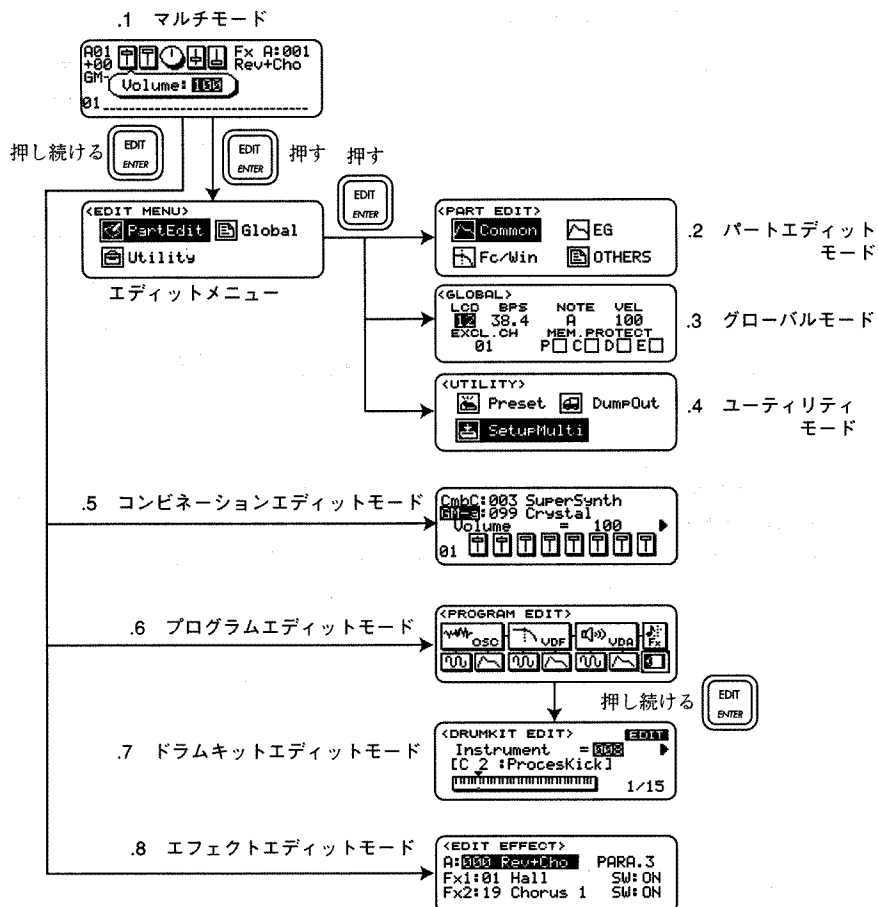 .1 マルチモード
A01 Fx A:001
+00 Rev+Cho
GM-
Volume: 100
01
押し続ける
EDIT
ENTER
EDIT
ENTER
押す
押す
EDIT
ENTER
<EDIT MENU>
PartEdit Global
Utility
エディットメニュー
<PART EDIT>
Common EG
Fc/Win OTHERS
.2 パートエディット
モード
<GLOBAL>
LCD BPS NOTE VEL
12 38.4 A 100
EXCL.CH MEM.PROTECT
01 P□ C□ D□ E□
.3 グローバルモード
<UTILITY>
Preset DumpOut
SetupMulti
.4 ユーティリティ
モード
.5 コンビネーションエディットモード
CmbC:003 SuperSynth
GM-a:099 Crystal
Volume = 100
01
.6 プログラムエディットモード
<PROGRAM EDIT>
OSC VDF VDA Fx
押し続ける
EDIT
ENTER
.7 ドラムキットエディットモード
<DRUMKIT EDIT> EDIT
Instrument =008
[C 2 :ProcesKick]
1/15
.8 エフェクトエディットモード
<EDIT EFFECT>
A:000 Rev+Cho PARA.3
Fx1:01 Hall SW:ON
Fx2:19 Chorus 1 SW:ON